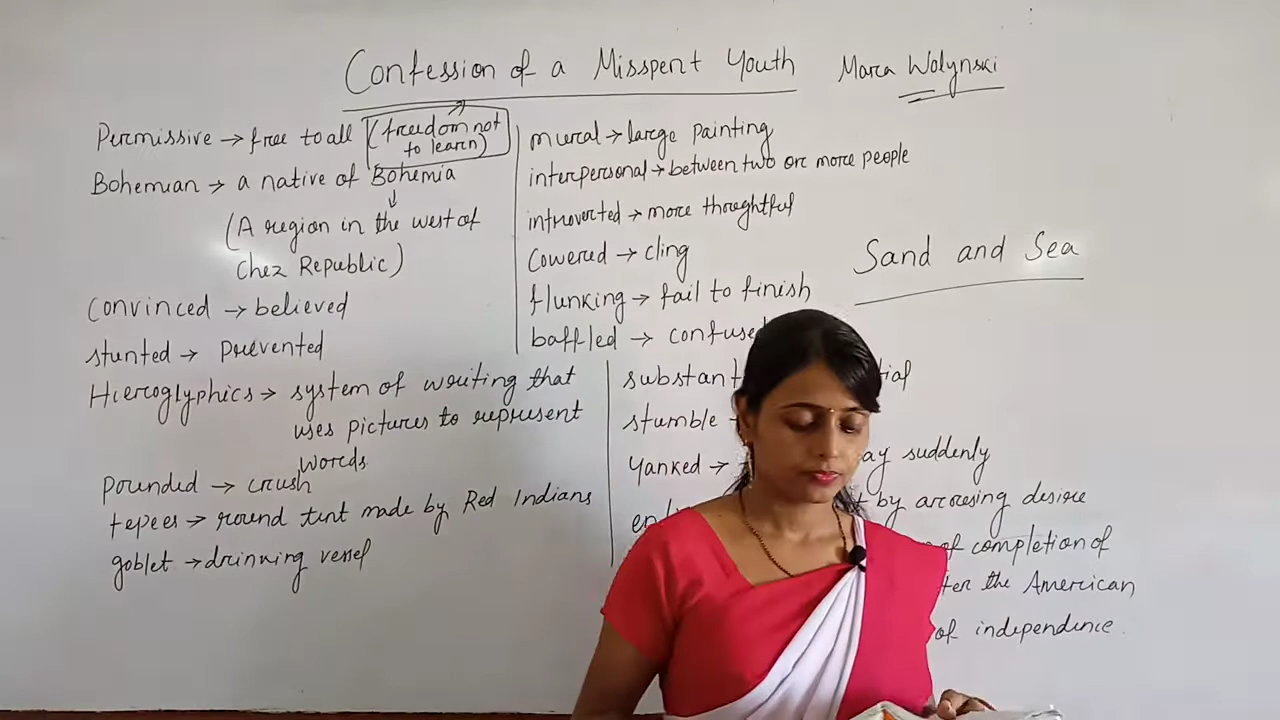 Confession of a Misspent Youth
Mara Wolynski
Permissive → free to all (freedom not
to learn)
Bohemian → a native of Bohemia
(A region in the west of
Chez Republic)
Convinced → believed
stunted → prevented
Hieroglyphics → system of writing that
uses pictures to represent
words
pounded → crush
tepees → round tent made by Red Indians
goblet → drinking vessel
mural → large painting
interpersonal → between two or more people
introverted → more thoughtful
Cowered → cling
flunking → fail to finish
baffled → confused
Sand and Sea
stumble
Yanked → suddenly
by arousing desire
of completion of
the American
of independence.